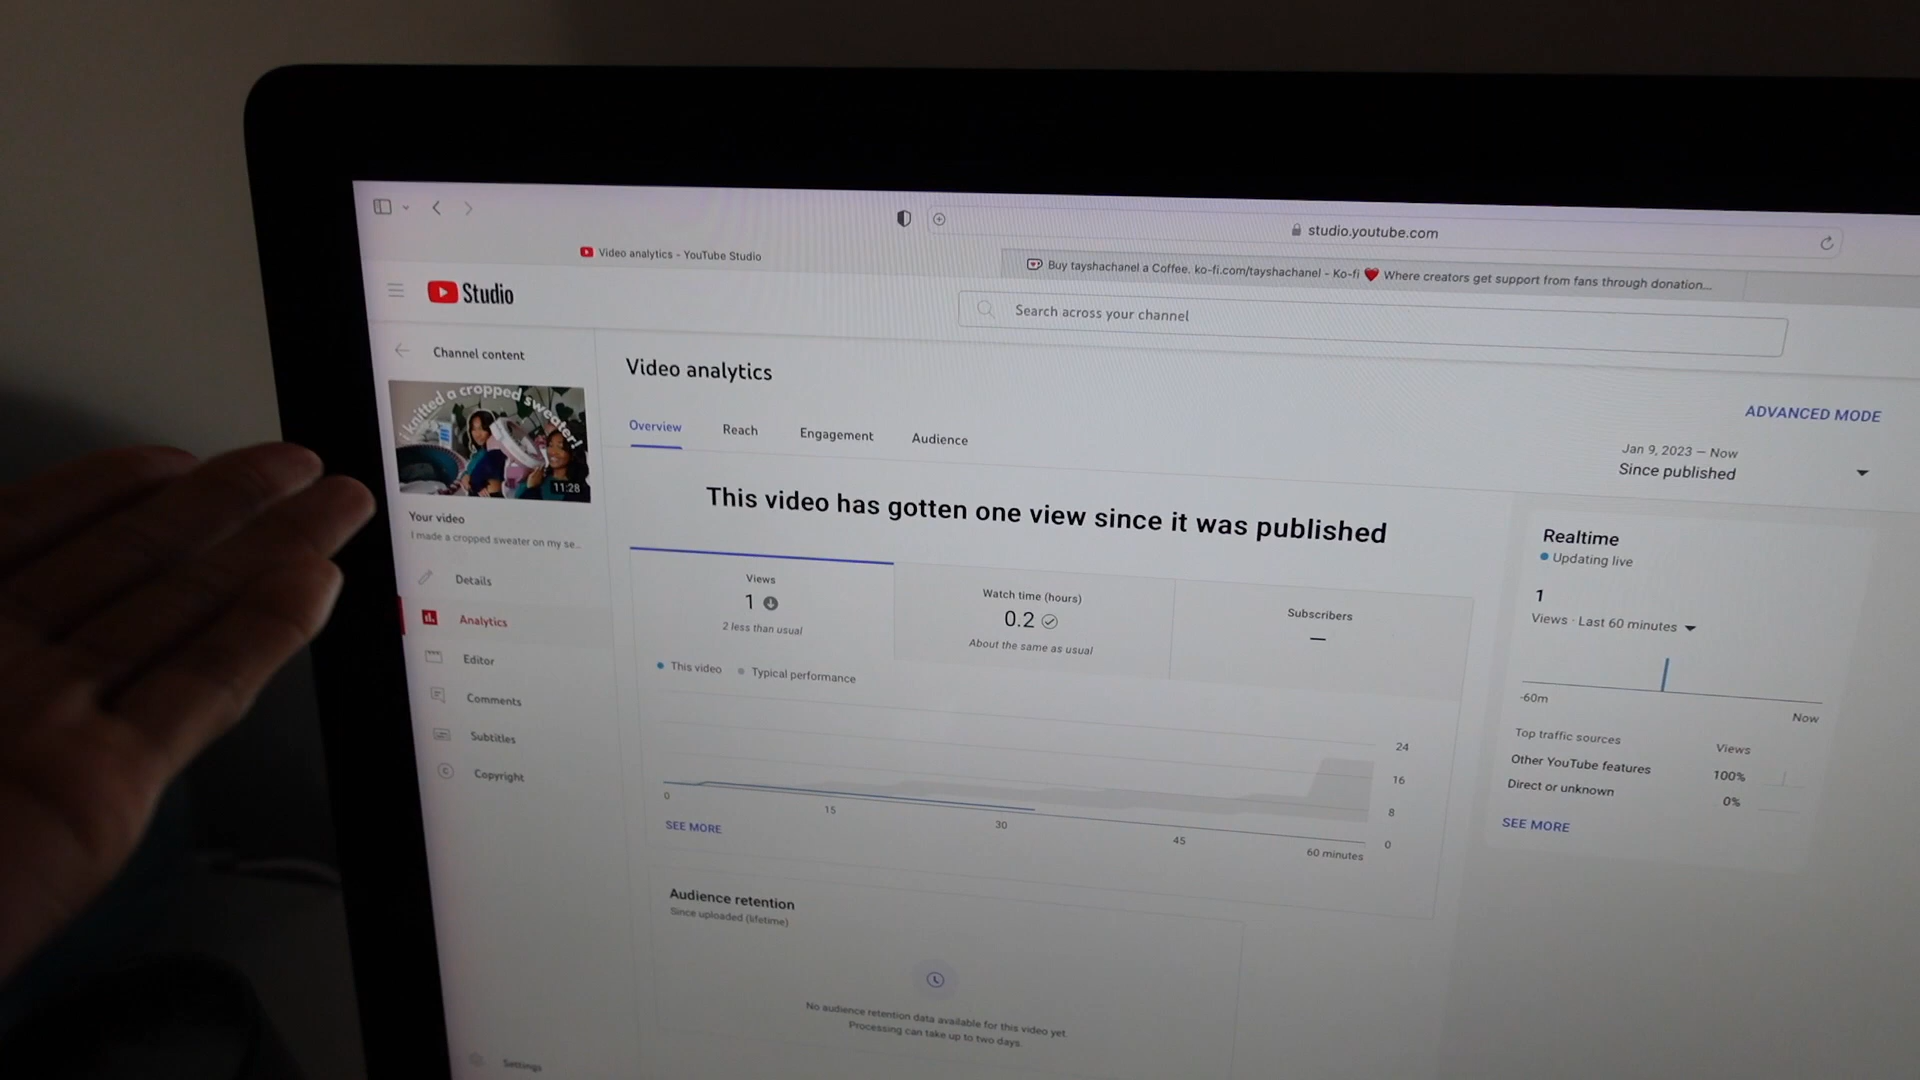 studio.youtube.com
Video analytics - YouTube Studio
Buy tayshachanel a Coffee. ko-fi.com/tayshachanel - Ko-fi ❤️ Where creators get support from fans through donation...
Studio
Search across your channel
Channel content
Video analytics
ADVANCED MODE
i knitted a cropped sweater!
11:28
Overview
Reach
Engagement
Audience
Jan 9, 2023 – Now
Since published
Your video
I made a cropped sweater on my se...
This video has gotten one view since it was published
Details
Analytics
Editor
Comments
Subtitles
Copyright
Settings
Views
1
2 less than usual
Watch time (hours)
0.2
About the same as usual
Subscribers
—
This video
Typical performance
24
16
8
0
0
15
30
45
60 minutes
SEE MORE
Realtime
Updating live
1
Views · Last 60 minutes
-60m
Now
Top traffic sources
Views
Other YouTube features
100%
Direct or unknown
0%
SEE MORE
Audience retention
Since uploaded (lifetime)
No audience retention data available for this video yet.
Processing can take up to two days.